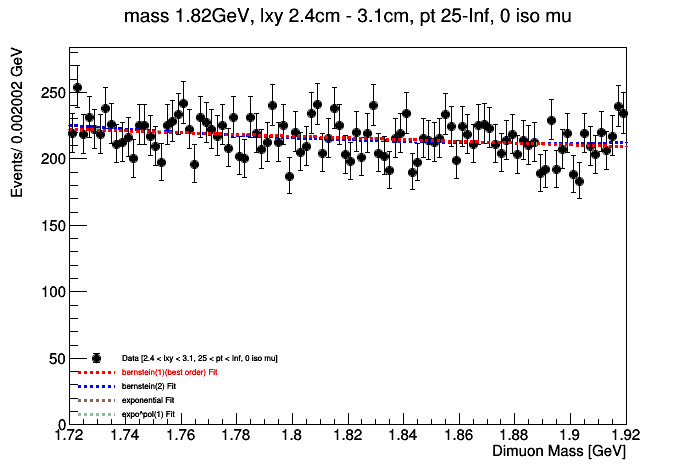 mass 1.82GeV, lxy 2.4cm - 3.1cm, pt 25-Inf, 0 iso mu
Events/ 0.002002 GeV
250
200
150
100
50
0
Data [2.4 < lxy < 3.1, 25 < pt < Inf, 0 iso mu]
bernstein(1)(best order) Fit
bernstein(2) Fit
exponential Fit
expo*pol(1) Fit
1.72 1.74 1.76 1.78 1.8 1.82 1.84 1.86 1.88 1.9 1.92
Dimuon Mass [GeV]